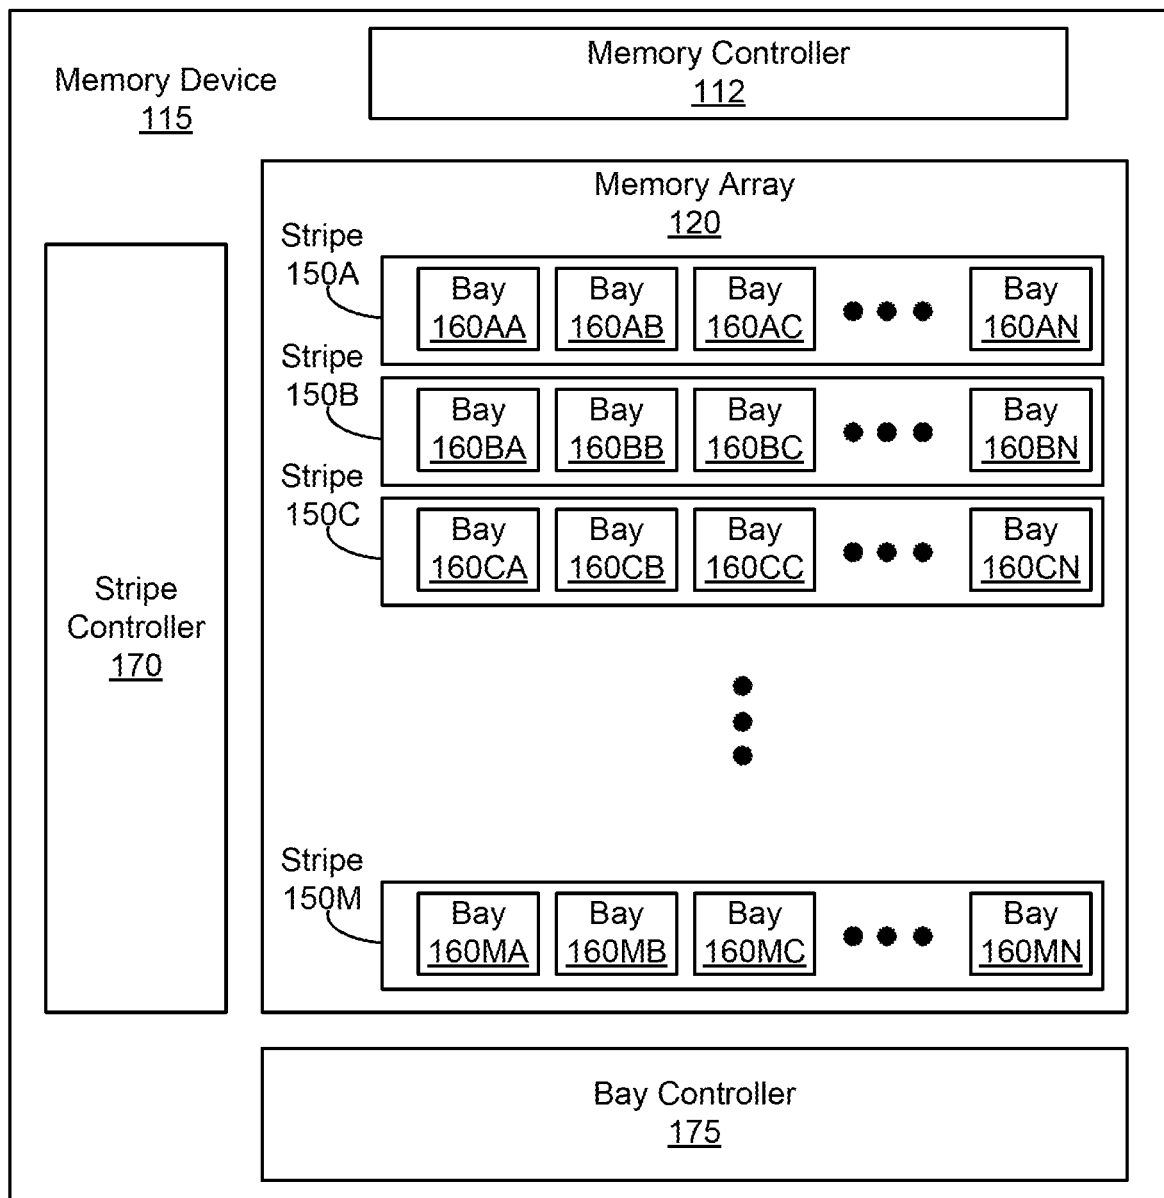 Memory Device
115
Memory Controller
112
Memory Array
120
Stripe
150A
Bay
160AA
Bay
160AB
Bay
160AC
Bay
160AN
Stripe
150B
Bay
160BA
Bay
160BB
Bay
160BC
Bay
160BN
Stripe
150C
Bay
160CA
Bay
160CB
Bay
160CC
Bay
160CN
Stripe
Controller
170
Stripe
150M
Bay
160MA
Bay
160MB
Bay
160MC
Bay
160MN
Bay Controller
175